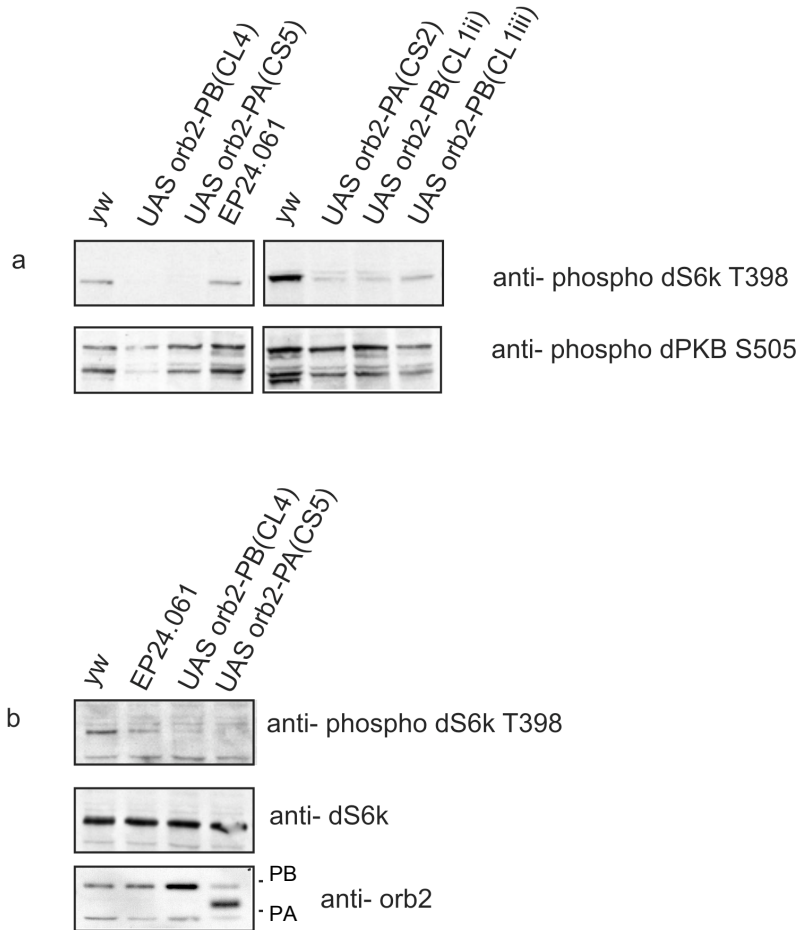 yw
UAS orb2-PB(CL4)
UAS orb2-PA(CS5)
EP24.061
yw
UAS orb2-PA(CS2)
UAS orb2-PB(CL1ii)
UAS orb2-PB(CL1iii)
a
anti- phospho dS6k T398
anti- phospho dPKB S505
yw
EP24.061
UAS orb2-PB(CL4)
UAS orb2-PA(CS5)
b
anti- phospho dS6k T398
anti- dS6k
- PB
anti- orb2
- PA